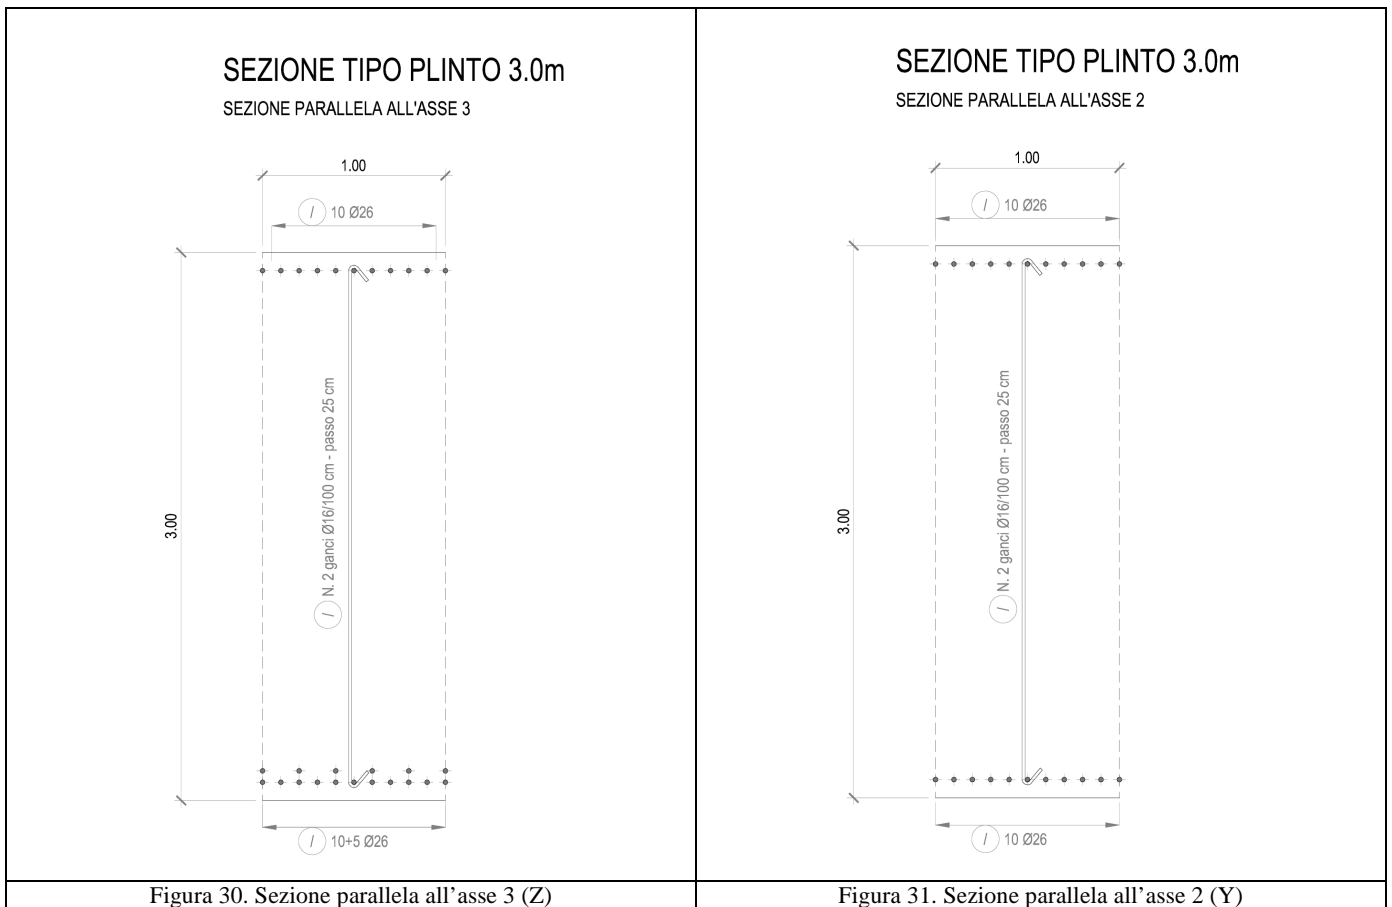 SEZIONE TIPO PLINTO 3.0m
SEZIONE PARALLELA ALL'ASSE 3
1.00
/ 10 Ø26
3.00
/ N. 2 ganci Ø16/100 cm - passo 25 cm
/ 10+5 Ø26
Figura 30. Sezione parallela all’asse 3 (Z)
SEZIONE TIPO PLINTO 3.0m
SEZIONE PARALLELA ALL'ASSE 2
1.00
/ 10 Ø26
3.00
/ N. 2 ganci Ø16/100 cm - passo 25 cm
/ 10 Ø26
Figura 31. Sezione parallela all’asse 2 (Y)